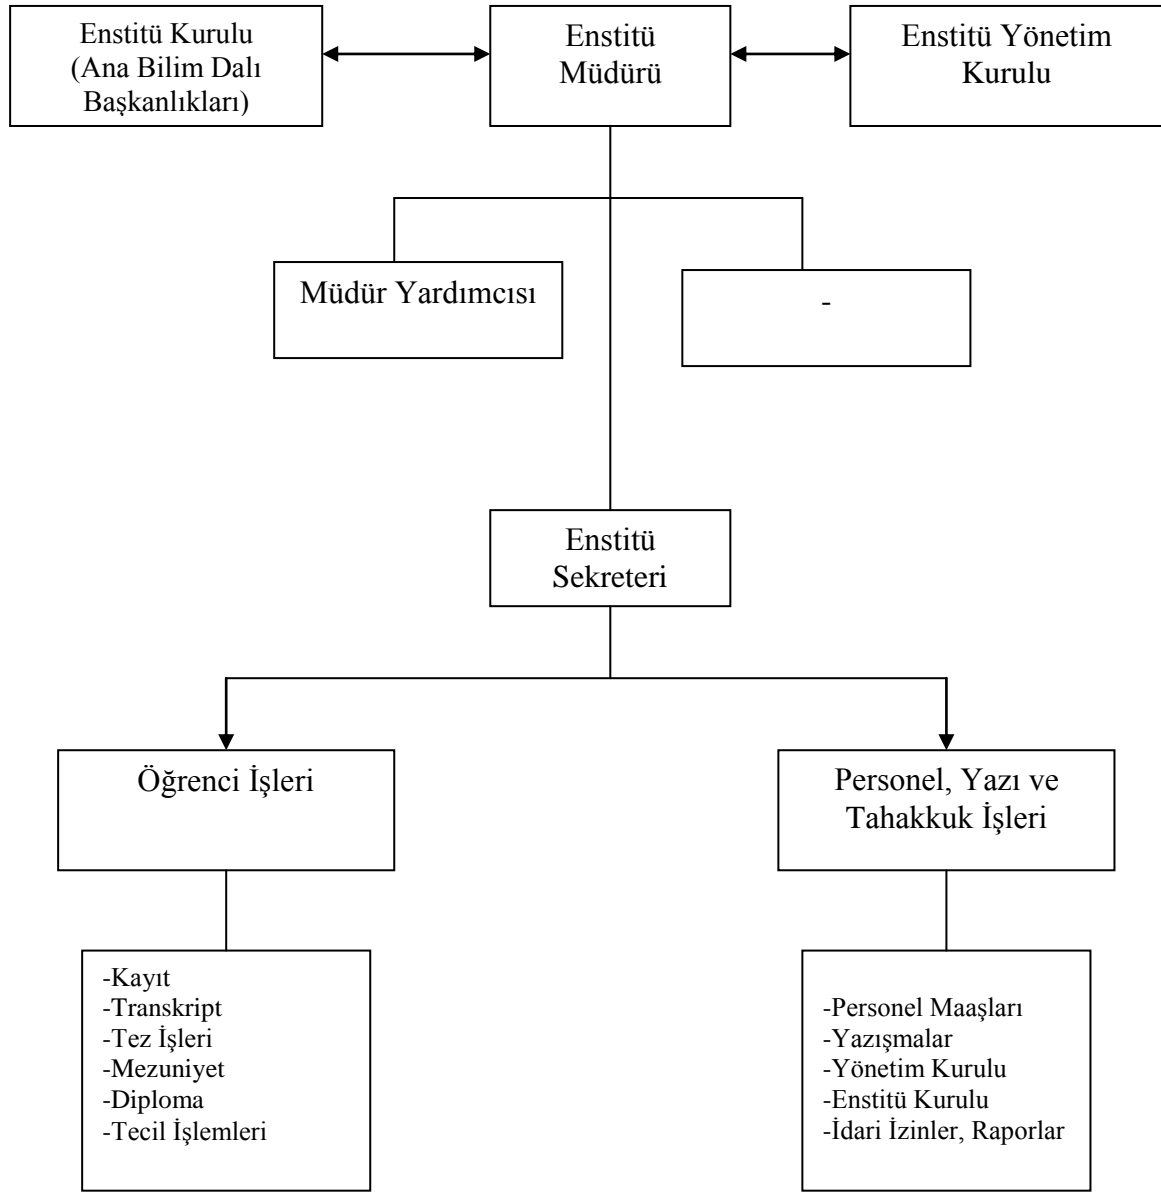 Enstitü Kurulu
(Ana Bilim Dalı
Başkanlıkları)
Enstitü
Müdürü
Enstitü Yönetim
Kurulu
Müdür Yardımcısı
-
Enstitü
Sekreteri
Öğrenci İşleri
Personel, Yazı ve
Tahakkuk İşleri
-Kayıt
-Transkript
-Tez İşleri
-Mezuniyet
-Diploma
-Tecil İşlemleri
-Personel Maaşları
-Yazışmalar
-Yönetim Kurulu
-Enstitü Kurulu
-İdari İzinler, Raporlar